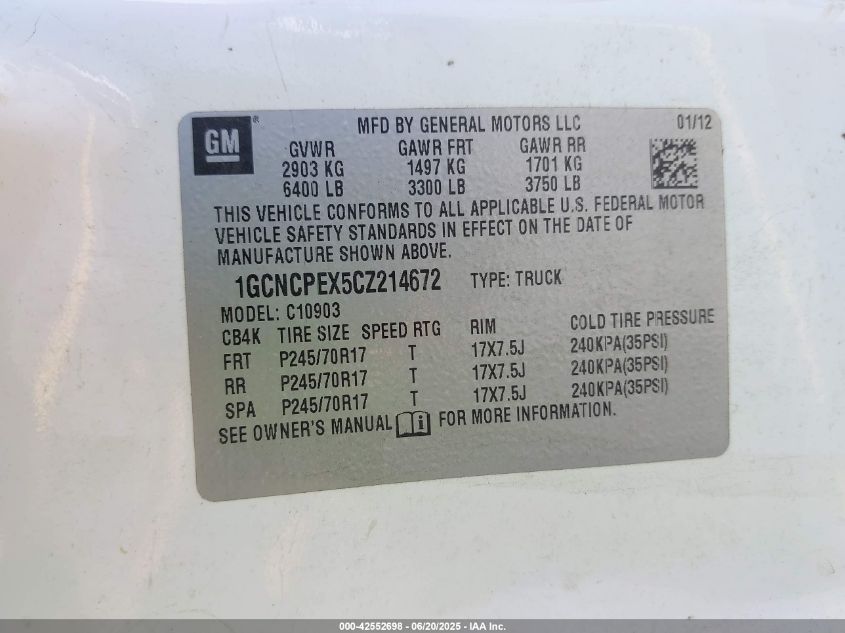 GM ®
MFD BY GENERAL MOTORS LLC 01/12
GVWR GAWR FRT GAWR RR
2903 KG 1497 KG 1701 KG
6400 LB 3300 LB 3750 LB
THIS VEHICLE CONFORMS TO ALL APPLICABLE U.S. FEDERAL MOTOR
VEHICLE SAFETY STANDARDS IN EFFECT ON THE DATE OF
MANUFACTURE SHOWN ABOVE.
1GCNCPEX5CZ214672 TYPE: TRUCK
MODEL: C10903
CB4K TIRE SIZE SPEED RTG RIM COLD TIRE PRESSURE
FRT P245/70R17 T 17X7.5J 240KPA(35PSI)
RR P245/70R17 T 17X7.5J 240KPA(35PSI)
SPA P245/70R17 T 17X7.5J 240KPA(35PSI)
SEE OWNER'S MANUAL i FOR MORE INFORMATION.
000-42552698 - 06/20/2025 - IAA Inc.